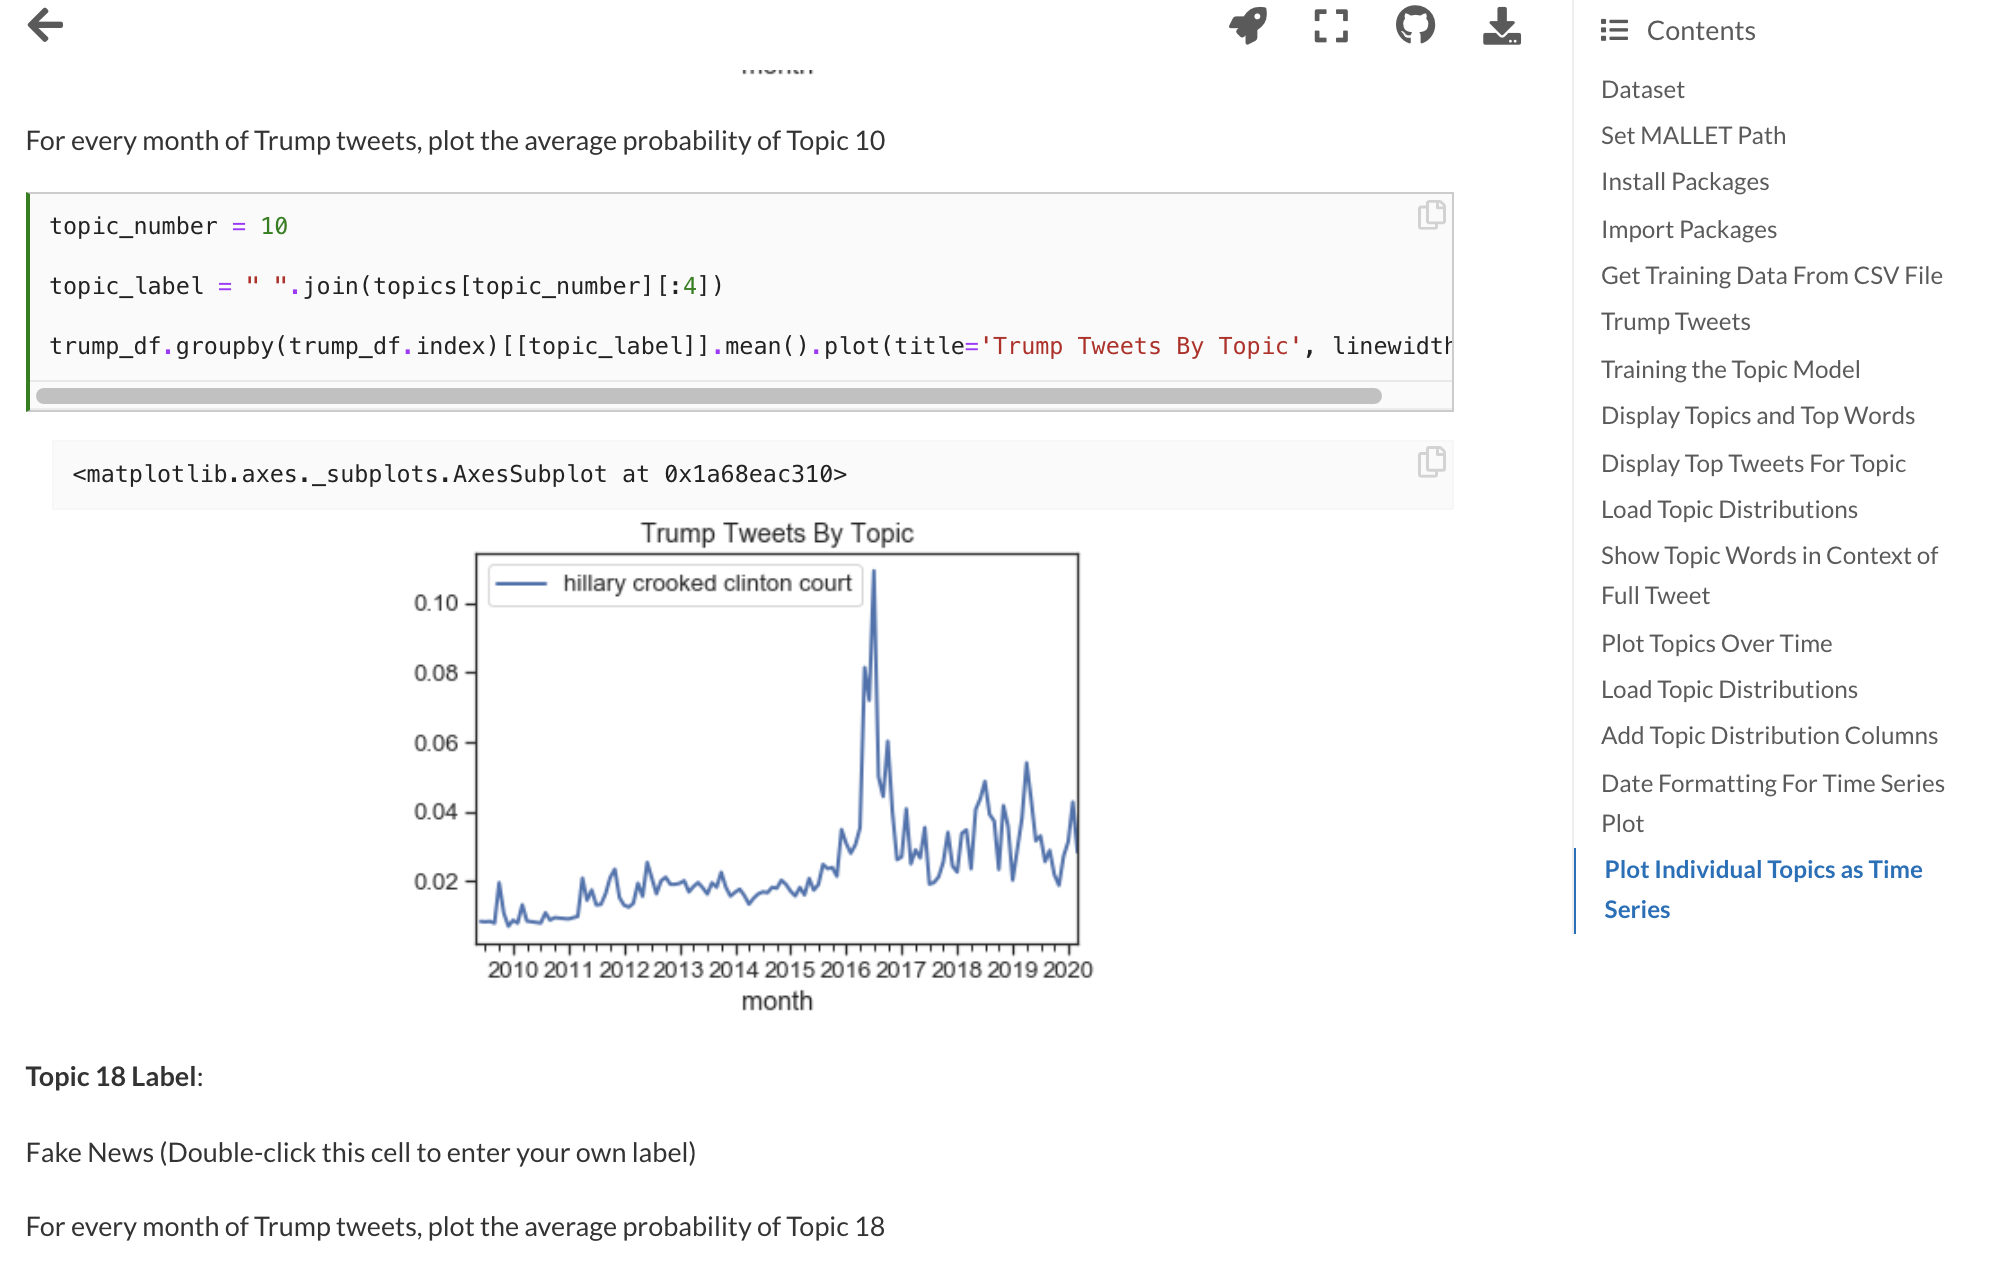 Contents
month
For every month of Trump tweets, plot the average probability of Topic 10
topic_number = 10
topic_label = " ".join(topics[topic_number][:4])
trump_df.groupby(trump_df.index)[[topic_label]].mean().plot(title='Trump Tweets By Topic', linewidth
<matplotlib.axes._subplots.AxesSubplot at 0x1a68eac310>
Trump Tweets By Topic
hillary crooked clinton court
0.10
0.08
0.06
0.04
0.02
2010 2011 2012 2013 2014 2015 2016 2017 2018 2019 2020
month
Topic 18 Label:
Fake News (Double-click this cell to enter your own label)
For every month of Trump tweets, plot the average probability of Topic 18
Dataset
Set MALLET Path
Install Packages
Import Packages
Get Training Data From CSV File
Trump Tweets
Training the Topic Model
Display Topics and Top Words
Display Top Tweets For Topic
Load Topic Distributions
Show Topic Words in Context of
Full Tweet
Plot Topics Over Time
Load Topic Distributions
Add Topic Distribution Columns
Date Formatting For Time Series
Plot
Plot Individual Topics as Time
Series